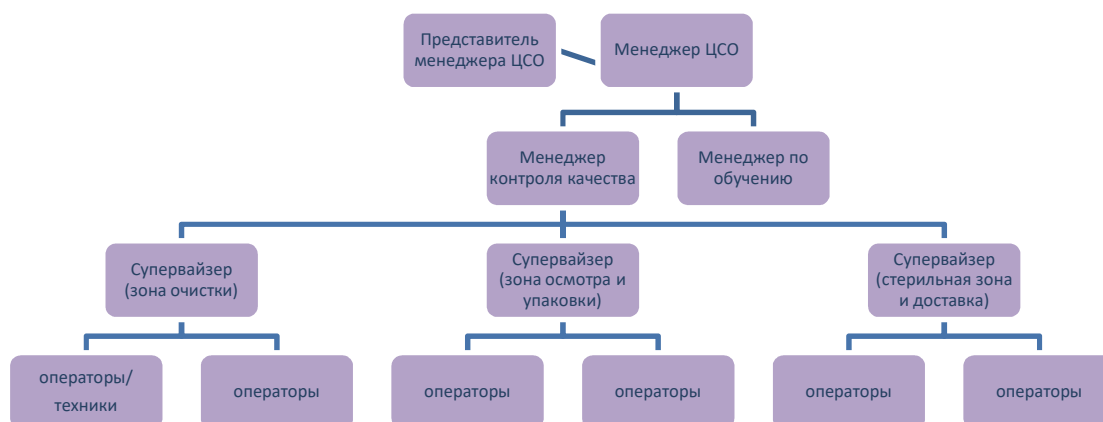 Представитель
менеджера ЦСО
Менеджер ЦСО
Менеджер
контроля качества
Менеджер по
обучению
Супервайзер
(зона очистки)
Супервайзер
(зона осмотра и
упаковки)
Супервайзер
(стерильная зона
и доставка)
операторы/
техники
операторы
операторы
операторы
операторы
операторы